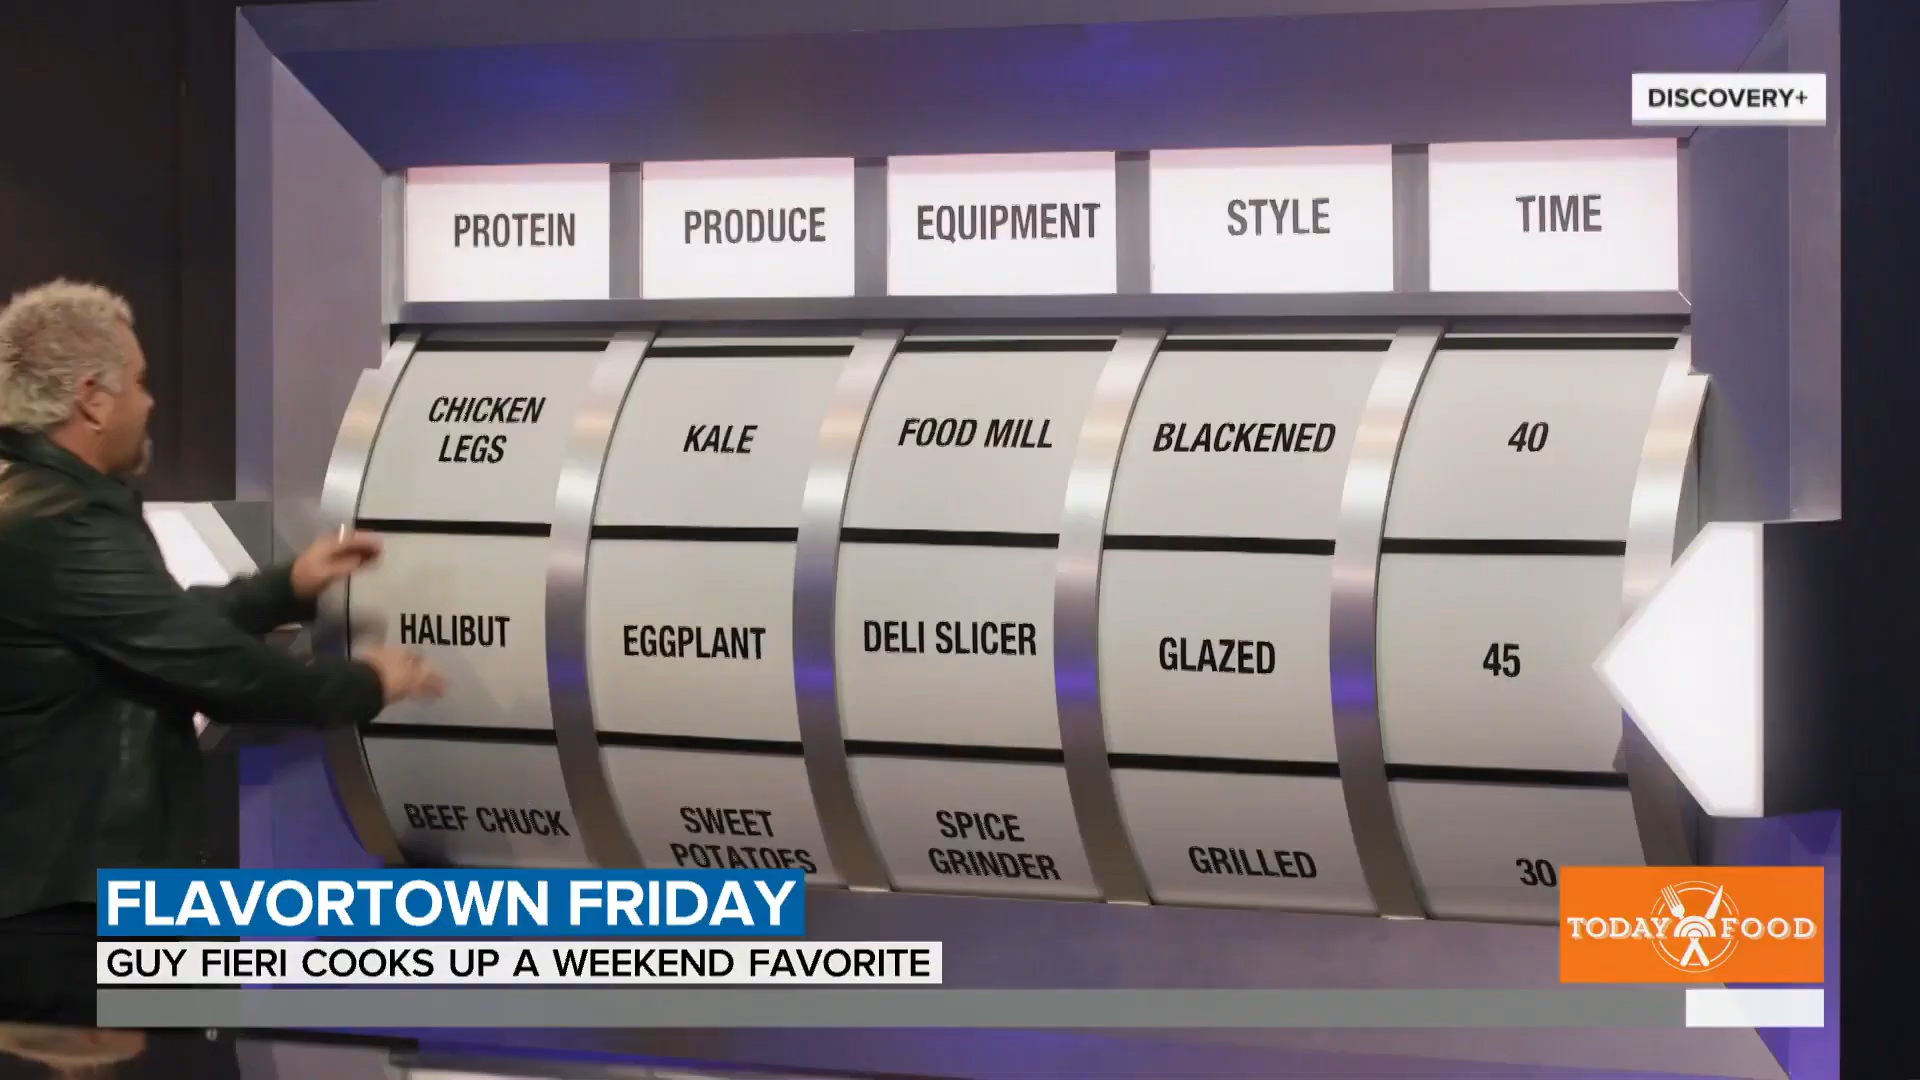 DISCOVERY+
PROTEIN PRODUCE EQUIPMENT STYLE TIME
CHICKEN LEGS KALE FOOD MILL BLACKENED 40
HALIBUT EGGPLANT DELI SLICER GLAZED 45
BEEF CHUCK SWEET POTATOES SPICE GRINDER GRILLED 30
FLAVORTOWN FRIDAY
GUY FIERI COOKS UP A WEEKEND FAVORITE
TODAY FOOD